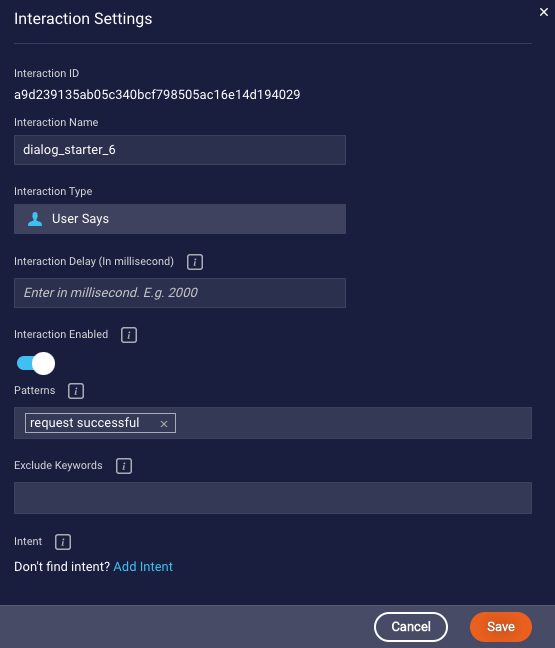 Interaction Settings
×
Interaction ID
a9d239135ab05c340bcf798505ac16e14d194029
Interaction Name
dialog_starter_6
Interaction Type
User Says
Interaction Delay (In millisecond) i
Enter in millisecond. E.g. 2000
Interaction Enabled i
Patterns i
request successful ×
Exclude Keywords i
Intent i
Don't find intent? Add Intent
Cancel Save